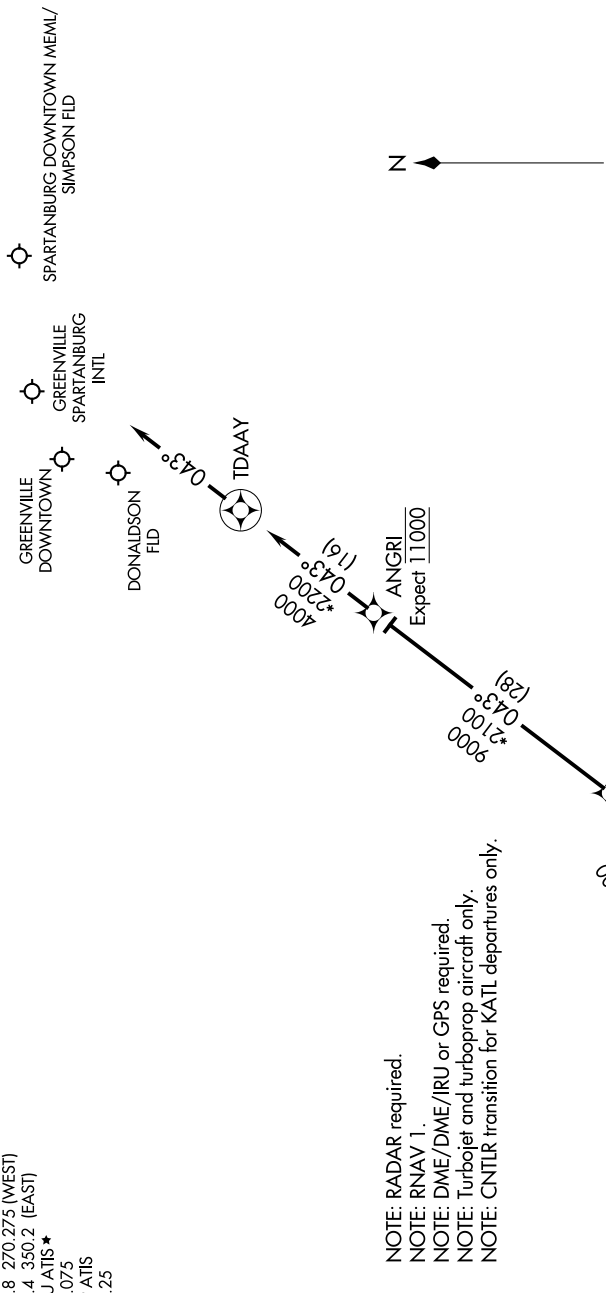 .8 270.275 (WEST)
.4 350.2 (EAST)
U ATIS★
.075
ATIS
.25
GREENVILLE
DOWNTOWN
GREENVILLE
SPARTANBURG
INTL
SPARTANBURG DOWNTOWN MEML/
SIMPSON FLD
DONALDSON
FLD
043°
TDAAY
4000
*2200
043°
(16)
ANGRI
Expect 11000
9000
*2100
043°
(28)
N
NOTE: RADAR required.
NOTE: RNAV 1.
NOTE: DME/DME/IRU or GPS required.
NOTE: Turbojet and turboprop aircraft only.
NOTE: CNTLR transition for KATL departures only.